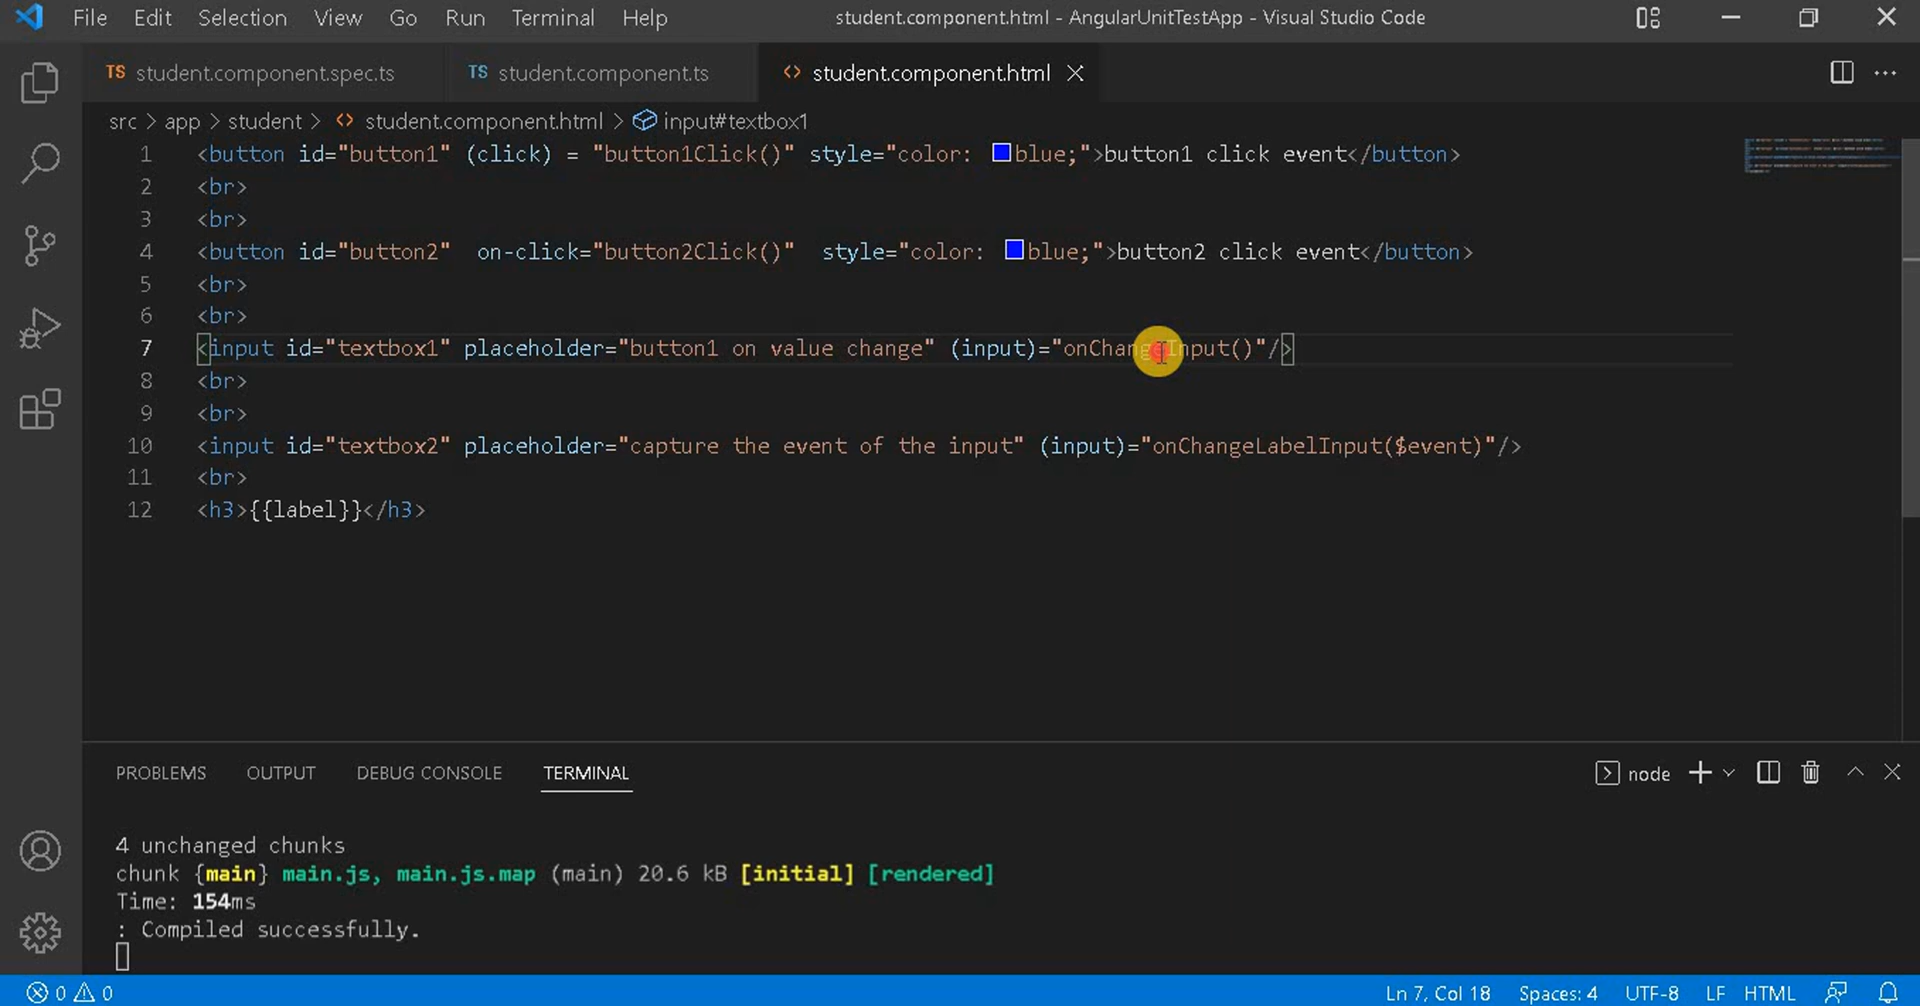 File Edit Selection View Go Run Terminal Help student.component.html - AngularUnitTestApp - Visual Studio Code
TS student.component.spec.ts TS student.component.ts <> student.component.html
src > app > student > <> student.component.html > input#textbox1
1 <button id="button1" (click) = "button1Click()" style="color: blue;">button1 click event</button>
2 <br>
3 <br>
4 <button id="button2"  on-click="button2Click()"  style="color: blue;">button2 click event</button>
5 <br>
6 <br>
7 <input id="textbox1" placeholder="button1 on value change" (input)="onChangeInput()"/>
8 <br>
9 <br>
10 <input id="textbox2" placeholder="capture the event of the input" (input)="onChangeLabelInput($event)"/>
11 <br>
12 <h3>{{label}}</h3>
PROBLEMS OUTPUT DEBUG CONSOLE TERMINAL node
4 unchanged chunks
chunk {main} main.js, main.js.map (main) 20.6 kB [initial] [rendered]
Time: 154ms
: Compiled successfully.
0 0 Ln 7, Col 18 Spaces: 4 UTF-8 LF HTML